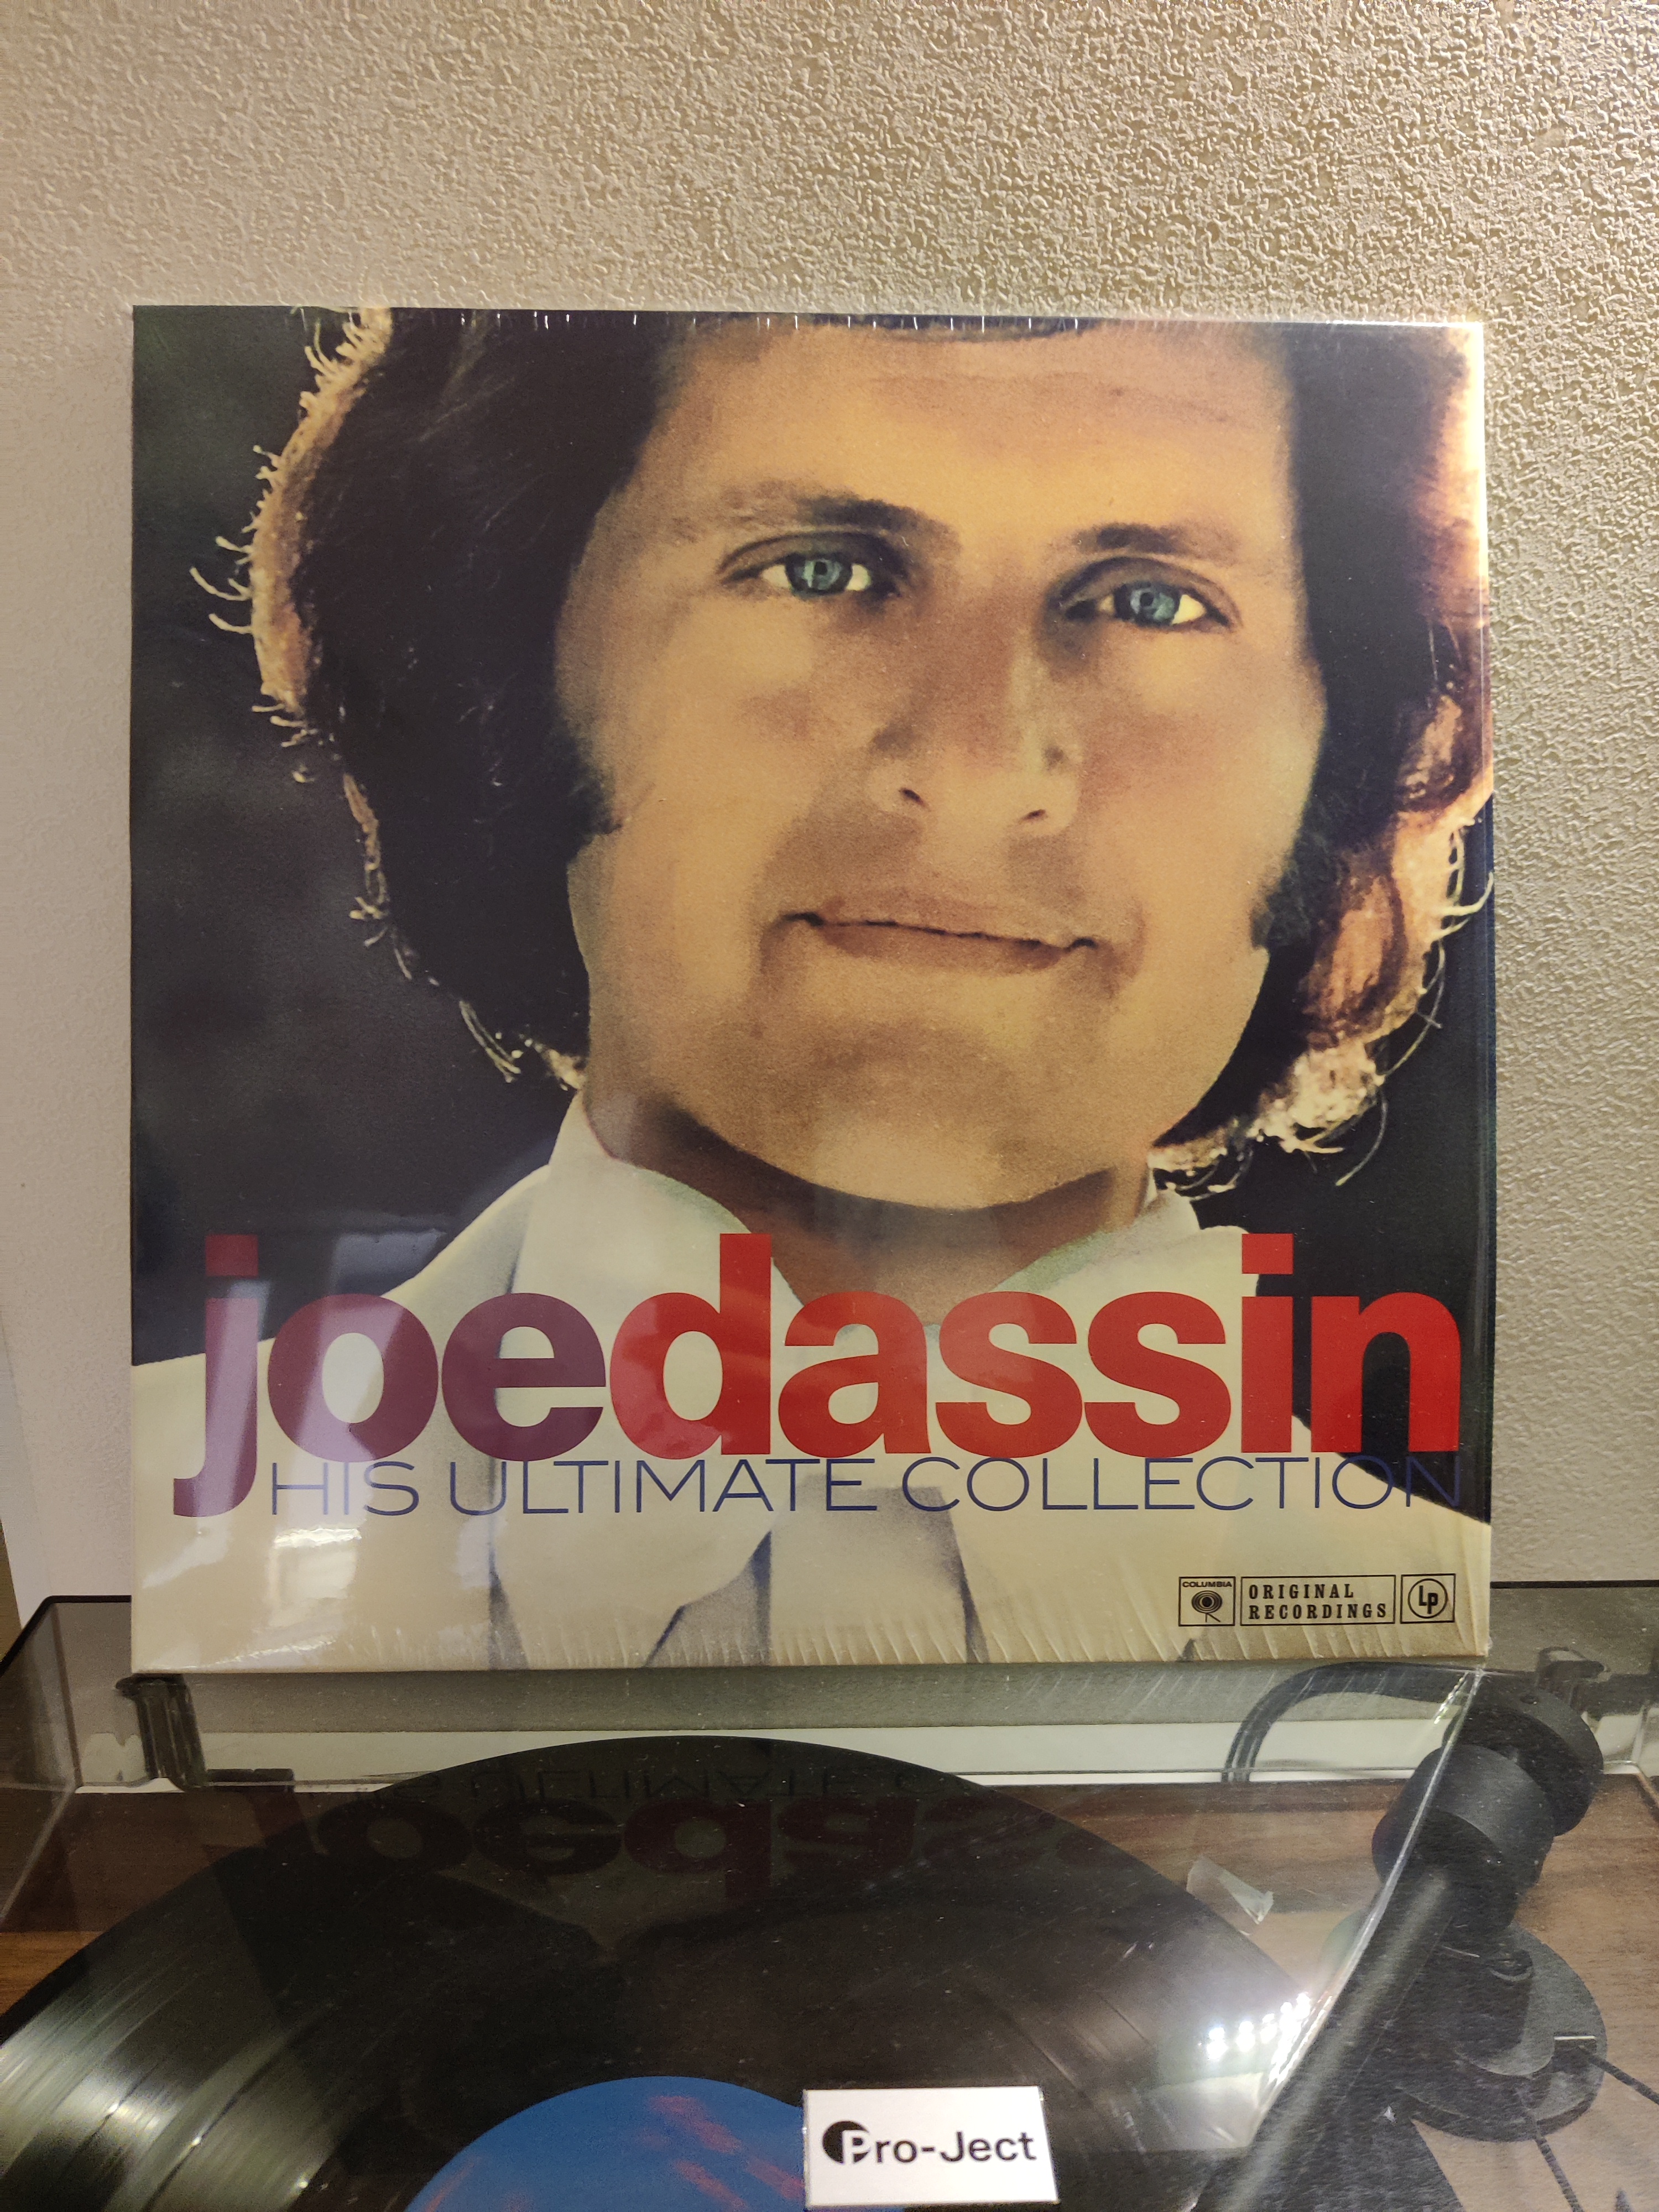 joedassin
HIS ULTIMATE COLLECTION
COLUMBIA
ORIGINAL
RECORDINGS
Lp
Pro-Ject